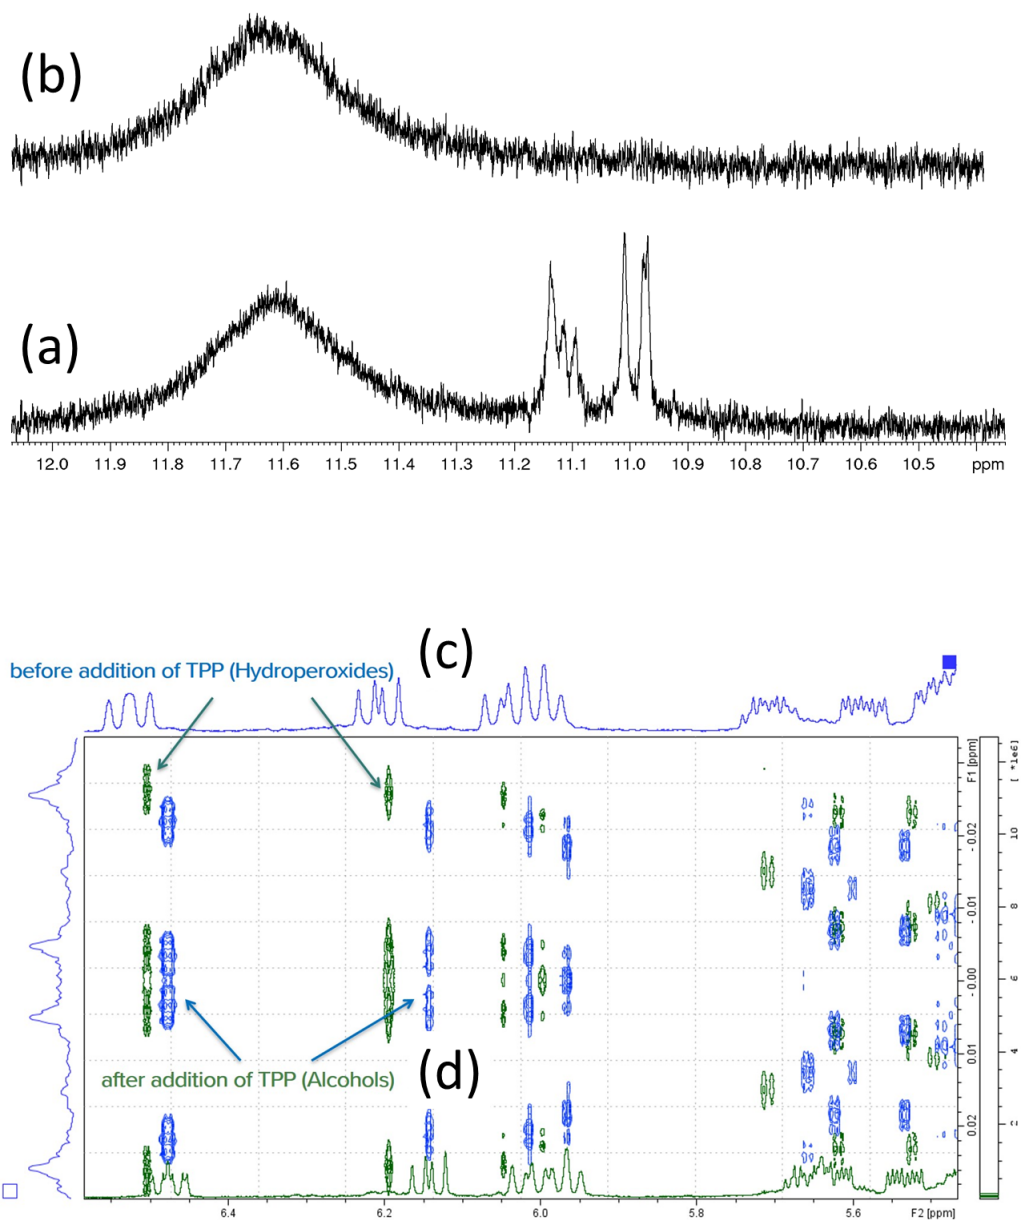 (b)
(a)
12.0 11.9 11.8 11.7 11.6 11.5 11.4 11.3 11.2 11.1 11.0 10.9 10.8 10.7 10.6 10.5 ppm
(c)
before addition of TPP (Hydroperoxides)
F1 [ppm]
[ *1e6]
- 0.02
10
- 0.01
8
- 0.00
6
0.01
4
0.02
2
after addition of TPP (Alcohols)
(d)
6.4 6.2 6.0 5.8 5.6 F2 [ppm]